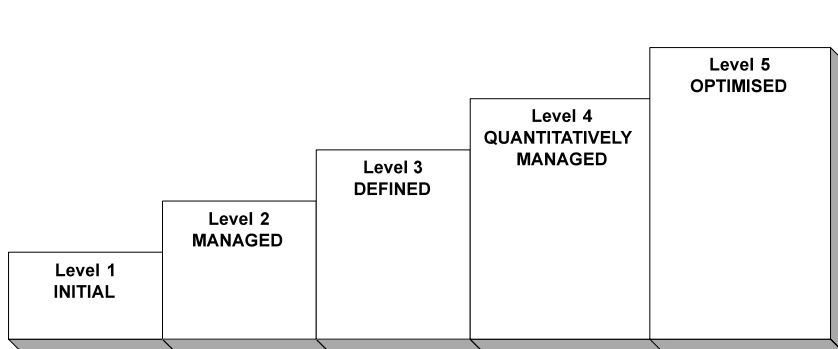 Level 1
INITIAL
Level 2
MANAGED
Level 3
DEFINED
Level 4
QUANTITATIVELY
MANAGED
Level 5
OPTIMISED